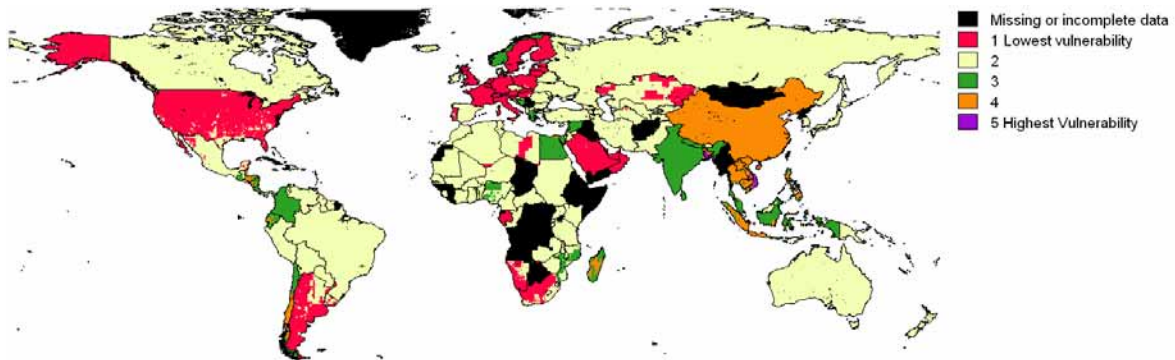 Missing or incomplete data
1 Lowest vulnerability
2
3
4
5 Highest Vulnerability